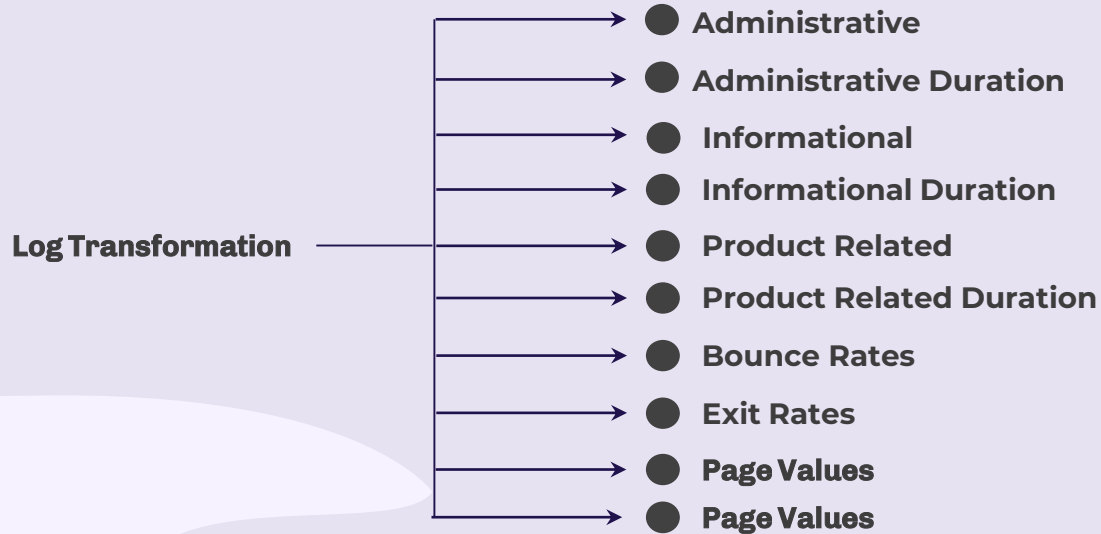 Log Transformation
Administrative
Administrative Duration
Informational
Informational Duration
Product Related
Product Related Duration
Bounce Rates
Exit Rates
Page Values
Page Values